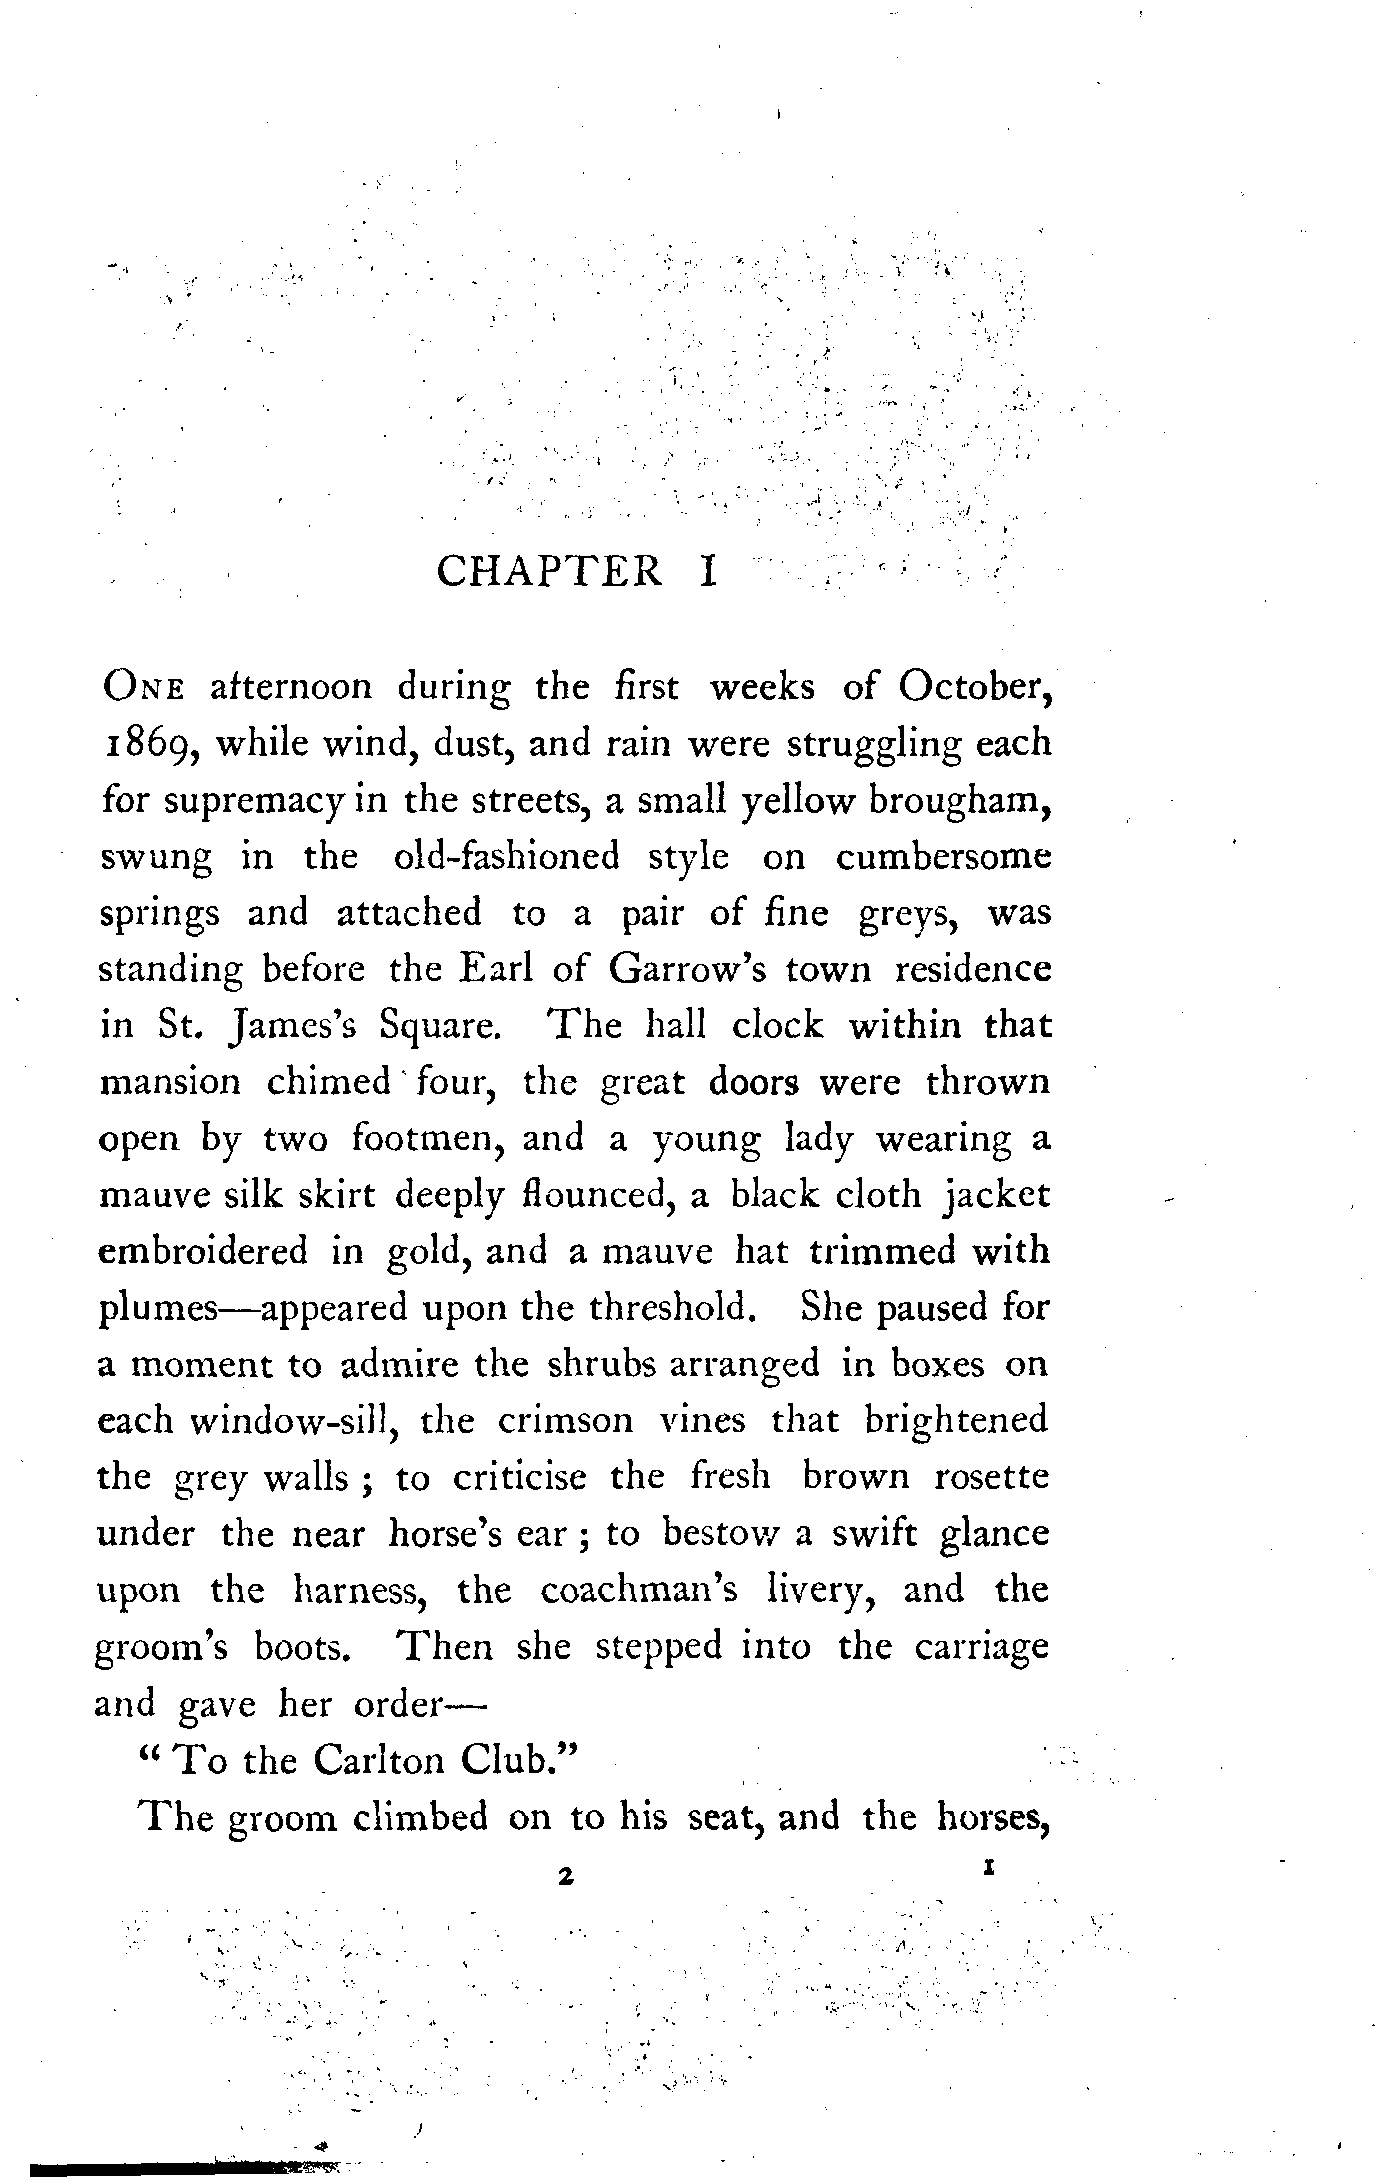 CHAPTER I
ONE afternoon during the first weeks of October,
1869, while wind, dust, and rain were struggling each
for supremacy in the streets, a small yellow brougham,
swung in the old-fashioned style on cumbersome
springs and attached to a pair of fine greys, was
standing before the Earl of Garrow's town residence
in St. James's Square. The hall clock within that
mansion chimed four, the great doors were thrown
open by two footmen, and a young lady wearing a
mauve silk skirt deeply flounced, a black cloth jacket
embroidered in gold, and a mauve hat trimmed with
plumes—appeared upon the threshold. She paused for
a moment to admire the shrubs arranged in boxes on
each window-sill, the crimson vines that brightened
the grey walls ; to criticise the fresh brown rosette
under the near horse's ear ; to bestow a swift glance
upon the harness, the coachman's livery, and the
groom's boots. Then she stepped into the carriage
and gave her order—
“ To the Carlton Club.”
The groom climbed on to his seat, and the horses,
2 1